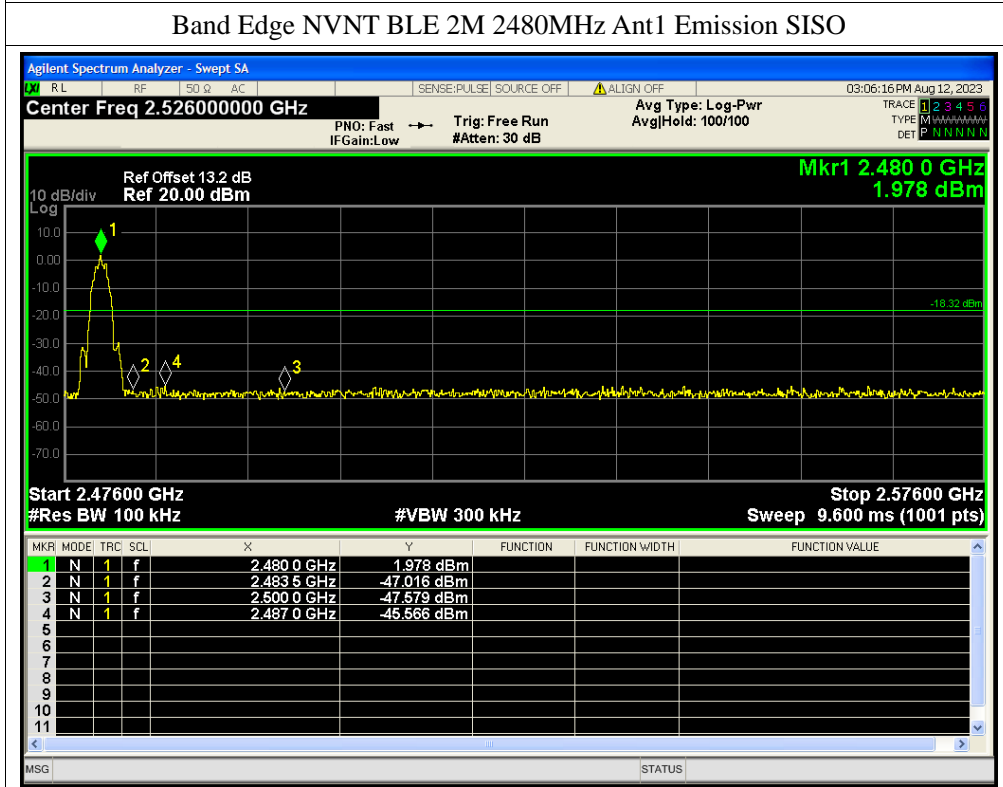 Band Edge NVNT BLE 2M 2480MHz Ant1 Emission SISO
Agilent Spectrum Analyzer - Swept SA
LXI RL RF 50 Ω AC SENSE:PULSE SOURCE OFF ALIGN OFF 03:06:16 PM Aug 12, 2023
Center Freq 2.526000000 GHz
PNO: Fast
IFGain:Low
Trig: Free Run
#Atten: 30 dB
Avg Type: Log-Pwr
Avg|Hold: 100/100
TRACE 1 2 3 4 5 6
TYPE M WWWWW
DET P N N N N N
Mkr1 2.480 0 GHz
1.978 dBm
Ref Offset 13.2 dB
10 dB/div Ref 20.00 dBm
Log
10.0
0.00
-10.0
-20.0
-30.0
-40.0
-50.0
-60.0
-70.0
1
2
4
3
-18.32 dBm
Start 2.47600 GHz Stop 2.57600 GHz
#Res BW 100 kHz #VBW 300 kHz Sweep 9.600 ms (1001 pts)
MKR MODE TRC SCL X Y FUNCTION FUNCTION WIDTH FUNCTION VALUE
1 N 1 f 2.480 0 GHz 1.978 dBm
2 N 1 f 2.483 5 GHz -47.016 dBm
3 N 1 f 2.500 0 GHz -47.579 dBm
4 N 1 f 2.487 0 GHz -45.566 dBm
5
6
7
8
9
10
11
MSG STATUS